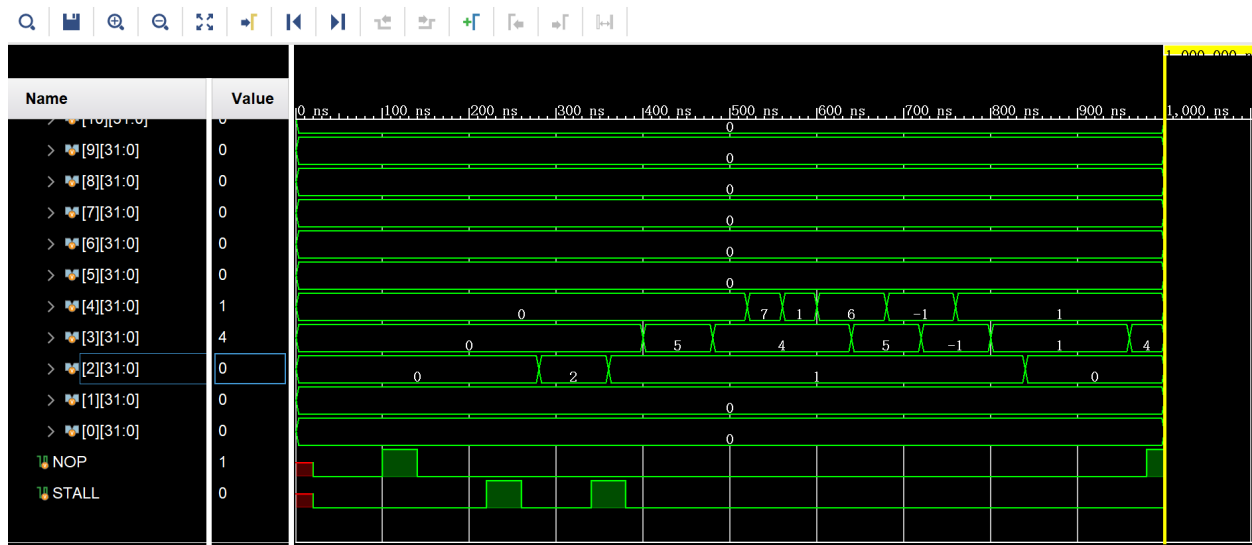 1,000,000 n
Name Value
0 ns 100 ns 200 ns 300 ns 400 ns 500 ns 600 ns 700 ns 800 ns 900 ns 1,000 ns
[10][31:0] 0 0
[9][31:0] 0 0
[8][31:0] 0 0
[7][31:0] 0 0
[6][31:0] 0 0
[5][31:0] 0 0
[4][31:0] 1 0 7 1 6 -1 1
[3][31:0] 4 0 5 4 5 -1 1 4
[2][31:0] 0 0 2 1 0
[1][31:0] 0 0
[0][31:0] 0 0
NOP 1
STALL 0